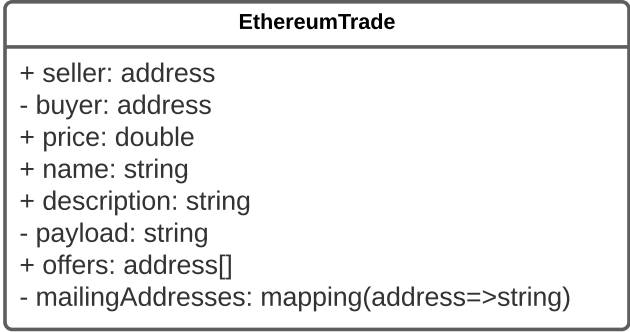 EthereumTrade
+ seller: address
- buyer: address
+ price: double
+ name: string
+ description: string
- payload: string
+ offers: address[]
- mailingAddresses: mapping(address=>string)